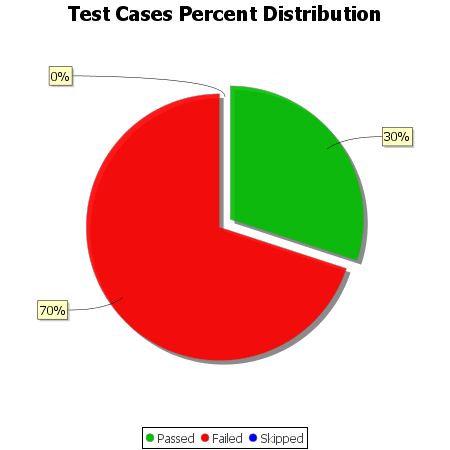 Test Cases Percent Distribution
0%
30%
70%
Passed Failed Skipped